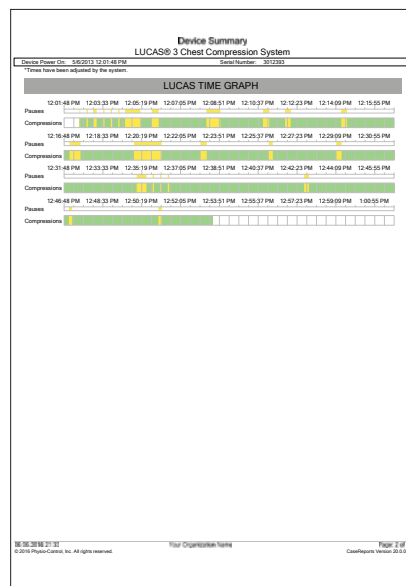 Device Summary
LUCAS® 3 Chest Compression System
Device Power On: 5/6/2013 12:01:48 PM Serial Number: 3012393
*Times have been adjusted by the system.
LUCAS TIME GRAPH
12:01:48 PM 12:03:33 PM 12:05:19 PM 12:07:05 PM 12:08:51 PM 12:10:37 PM 12:12:23 PM 12:14:09 PM 12:15:55 PM
Pauses
Compressions
12:16:48 PM 12:18:33 PM 12:20:19 PM 12:22:05 PM 12:23:51 PM 12:25:37 PM 12:27:23 PM 12:29:09 PM 12:30:55 PM
Pauses
Compressions
12:31:48 PM 12:33:33 PM 12:35:19 PM 12:37:05 PM 12:38:51 PM 12:40:37 PM 12:42:23 PM 12:44:09 PM 12:45:55 PM
Pauses
Compressions
12:46:48 PM 12:48:33 PM 12:50:19 PM 12:52:05 PM 12:53:51 PM 12:55:37 PM 12:57:23 PM 12:59:09 PM 1:00:55 PM
Pauses
Compressions
06.06.2016 21:32 Your Organization Name Page: 2 of
© 2016 Physio-Control, Inc. All rights reserved. CaseReports Version 20.0.0